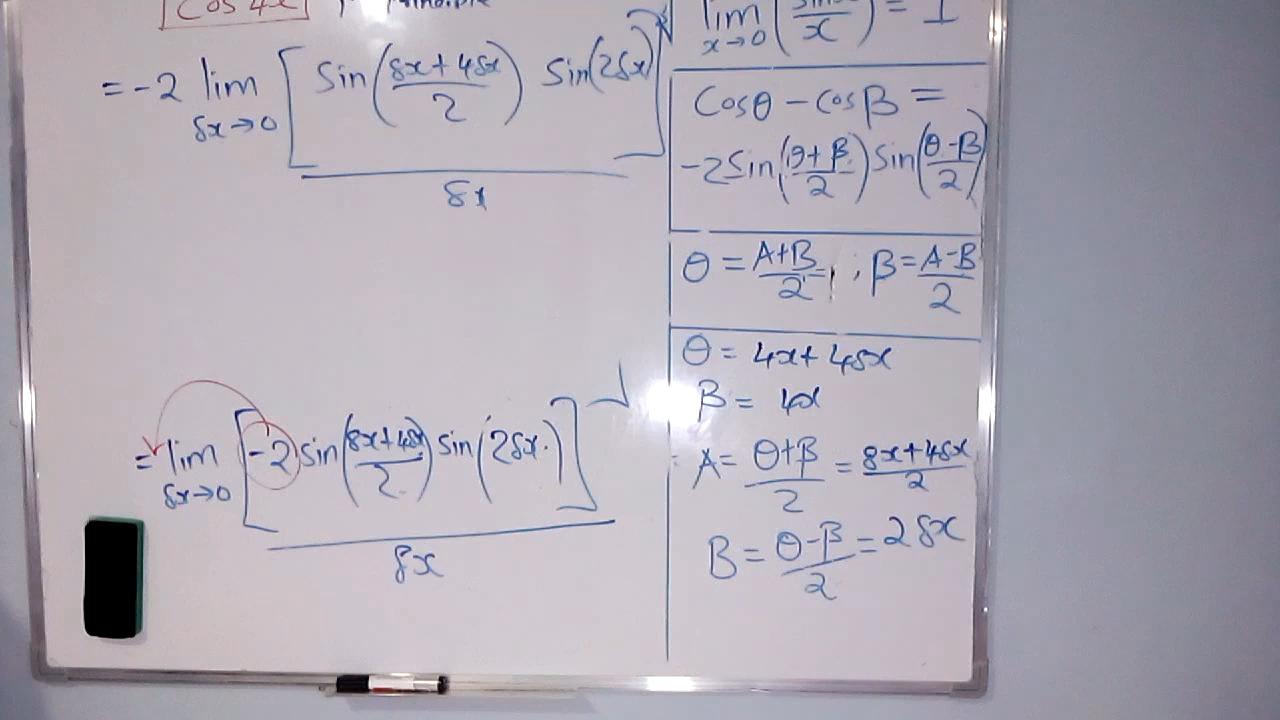 Cos 4x
= -2 lim δx→0 [ Sin((8x+4δx)/2) Sin(2δx) ] / δx
= lim δx→0 [ -2 sin((8x+4δx)/2) sin(2δx.) ] / δx
lim x→0 (sinx/x) = 1
Cosθ - Cosβ =
-2Sin((θ+β)/2) Sin((θ-β)/2)
θ = (A+B)/2 ; β = (A-B)/2
θ = 4x + 4δx
β = 4x
A = (θ+β)/2 = (8x+4δx)/2
B = (θ-β)/2 = 2δx